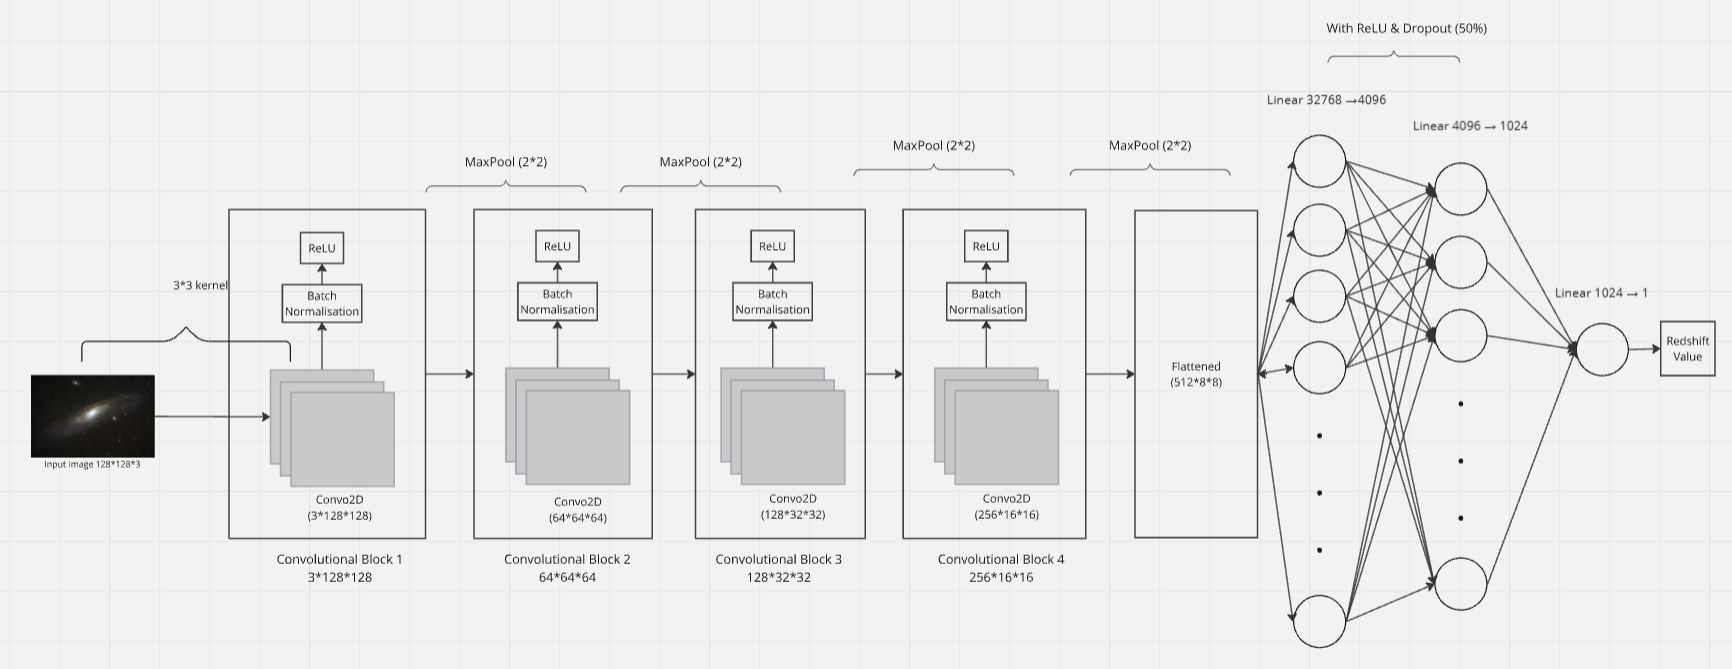 With ReLU & Dropout (50%)
Linear 32768 →4096
Linear 4096 → 1024
MaxPool (2*2)
MaxPool (2*2)
MaxPool (2*2)
MaxPool (2*2)
3*3 kernel
Input Image 128*128*3
ReLU
Batch
Normalisation
Convo2D
(3*128*128)
Convolutional Block 1
3*128*128
ReLU
Batch
Normalisation
Convo2D
(64*64*64)
Convolutional Block 2
64*64*64
ReLU
Batch
Normalisation
Convo2D
(128*32*32)
Convolutional Block 3
128*32*32
ReLU
Batch
Normalisation
Convo2D
(256*16*16)
Convolutional Block 4
256*16*16
Flattened
(512*8*8)
Linear 1024 → 1
Redshift
Value